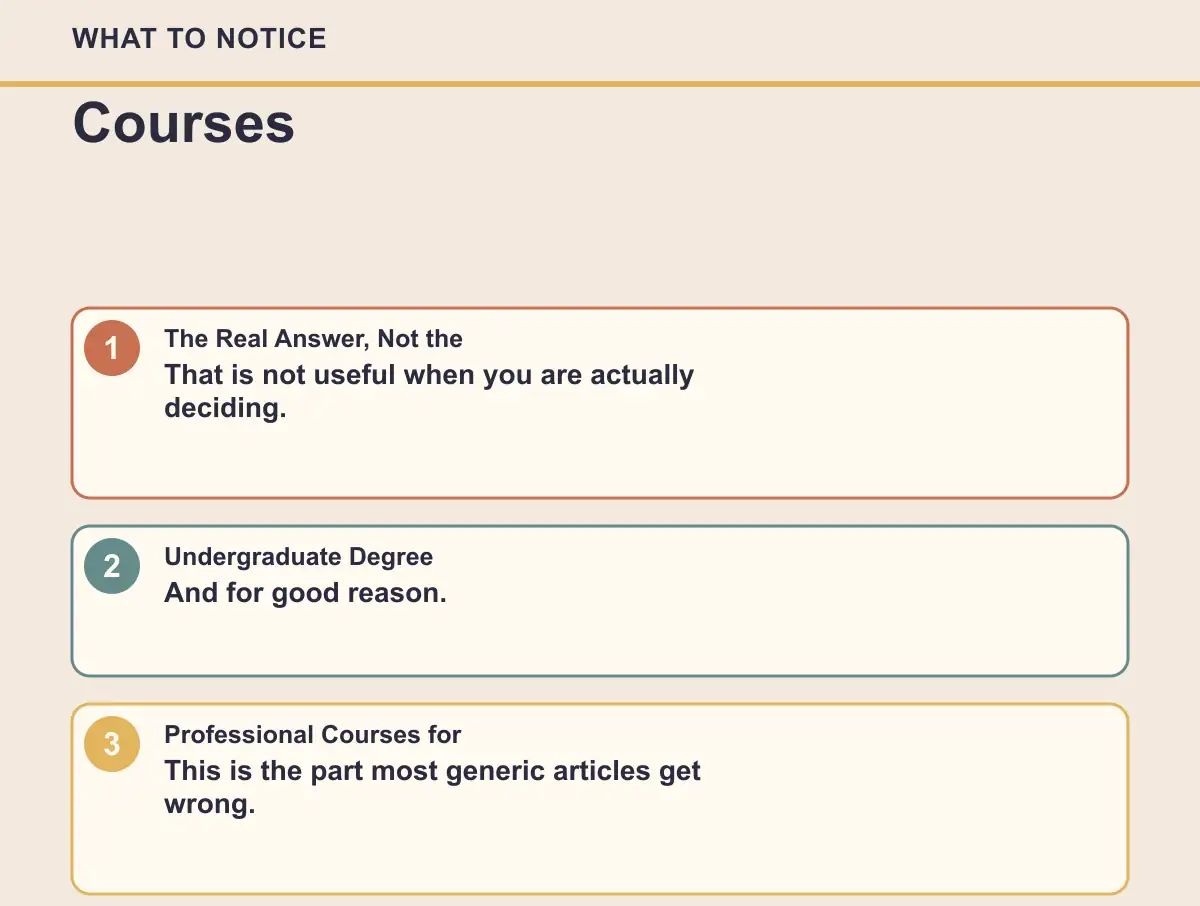 WHAT TO NOTICE
Courses
1
The Real Answer, Not the
That is not useful when you are actually
deciding.
2
Undergraduate Degree
And for good reason.
3
Professional Courses for
This is the part most generic articles get
wrong.